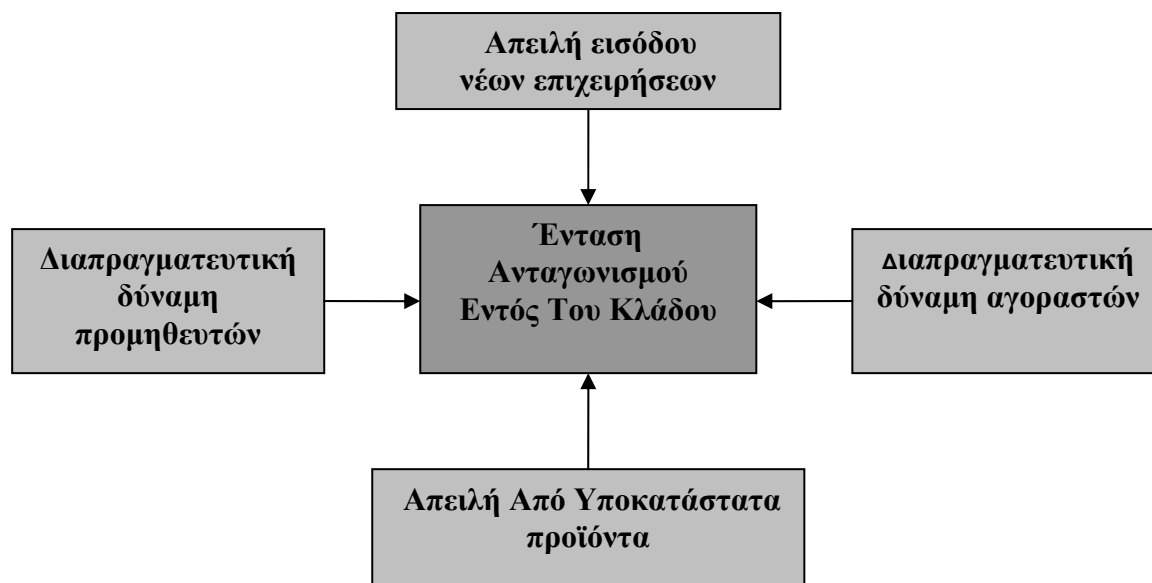 Απειλή εισόδου
νέων επιχειρήσεων
Ένταση
Ανταγωνισμού
Εντός Του Κλάδου
Διαπραγματευτική
δύναμη
προμηθευτών
Διαπραγματευτική
δύναμη αγοραστών
Απειλή Από Υποκατάστατα
προϊόντα